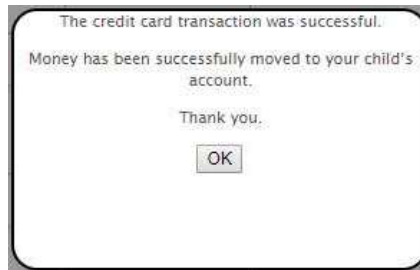 The credit card transaction was successful.
Money has been successfully moved to your child's
account.
Thank you.
OK